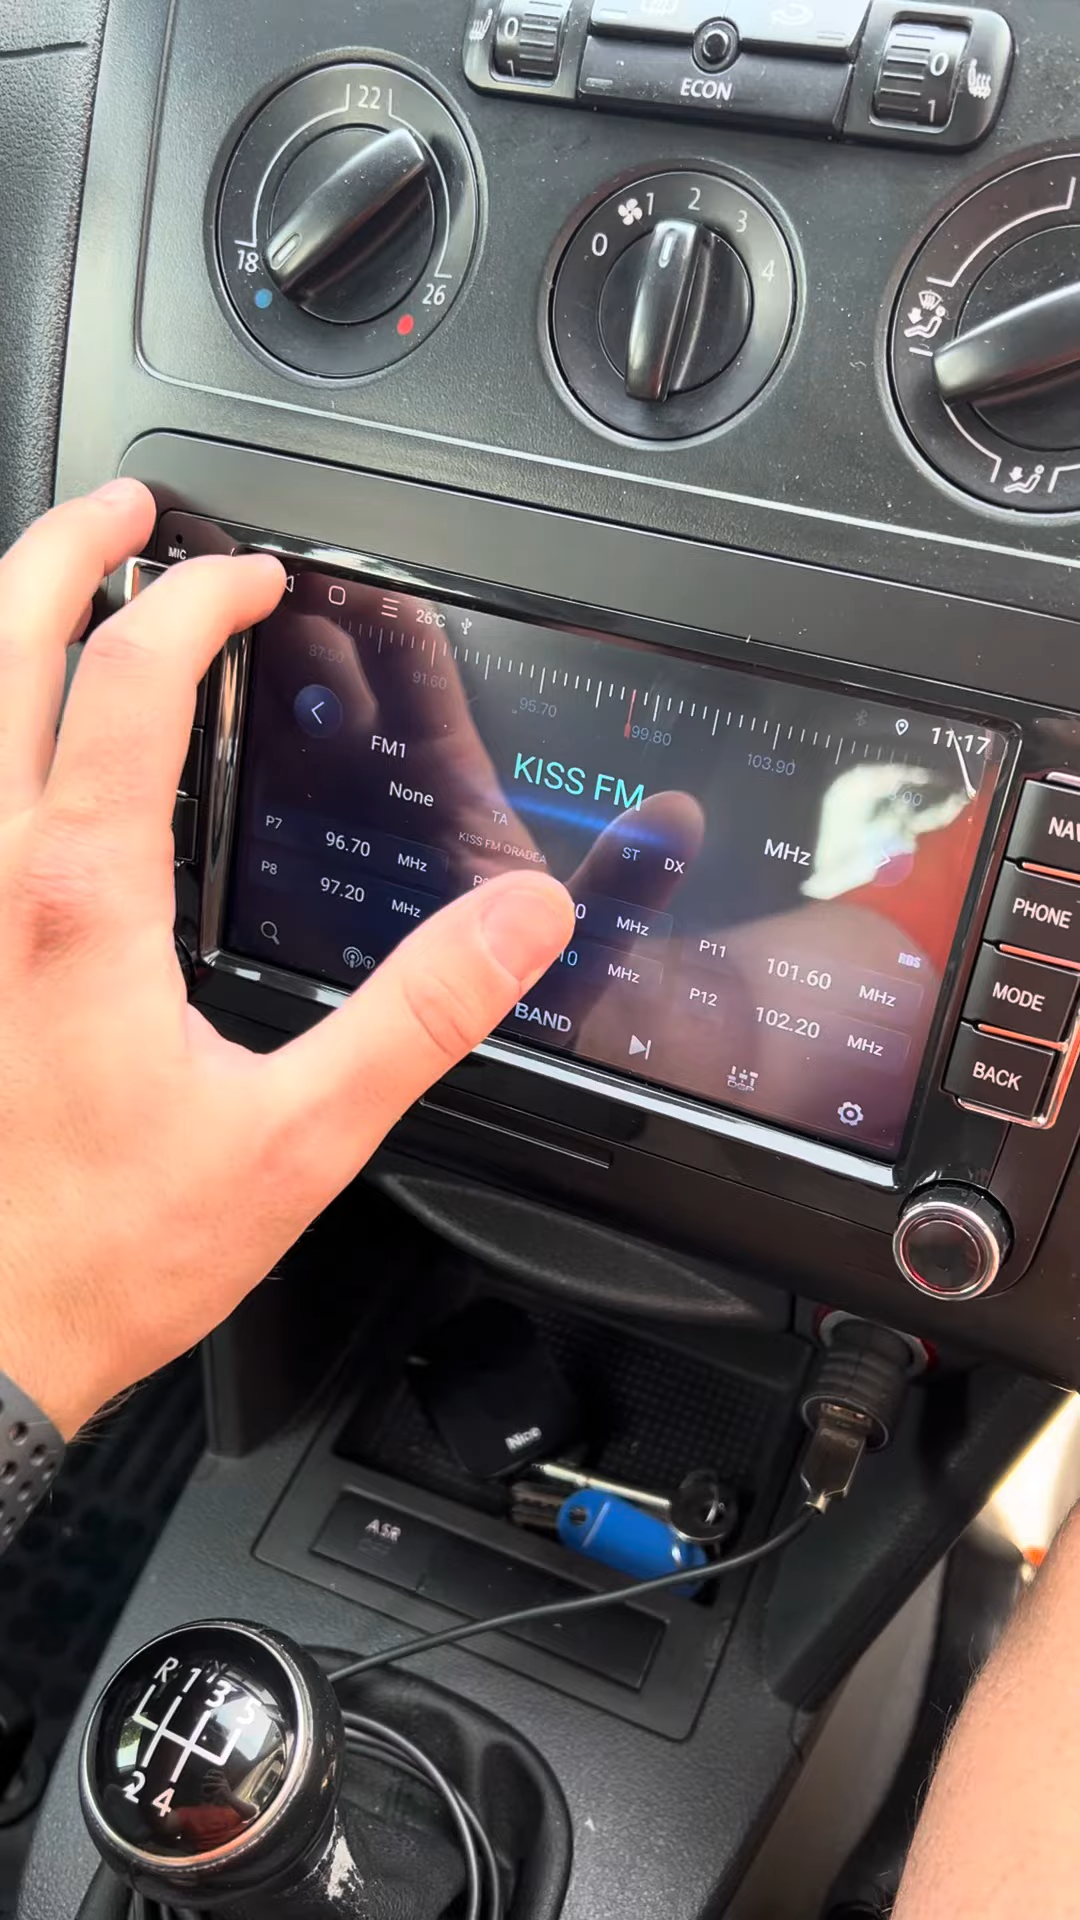 0
1
ECON
0
1
22
18
26
0
1
2
3
4
MIC
26°C
87.50
91.60
95.70
99.80
103.90
11:17
FM1
KISS FM
None
TA
KISS FM ORADEA
ST
DX
MHz
P7
96.70
MHz
MHz
P11
101.60
MHz
RDS
P8
97.20
MHz
MHz
P12
102.20
MHz
BAND
DSP
PHONE
MODE
BACK
Nice
ASR
R 1 3 5
2 4